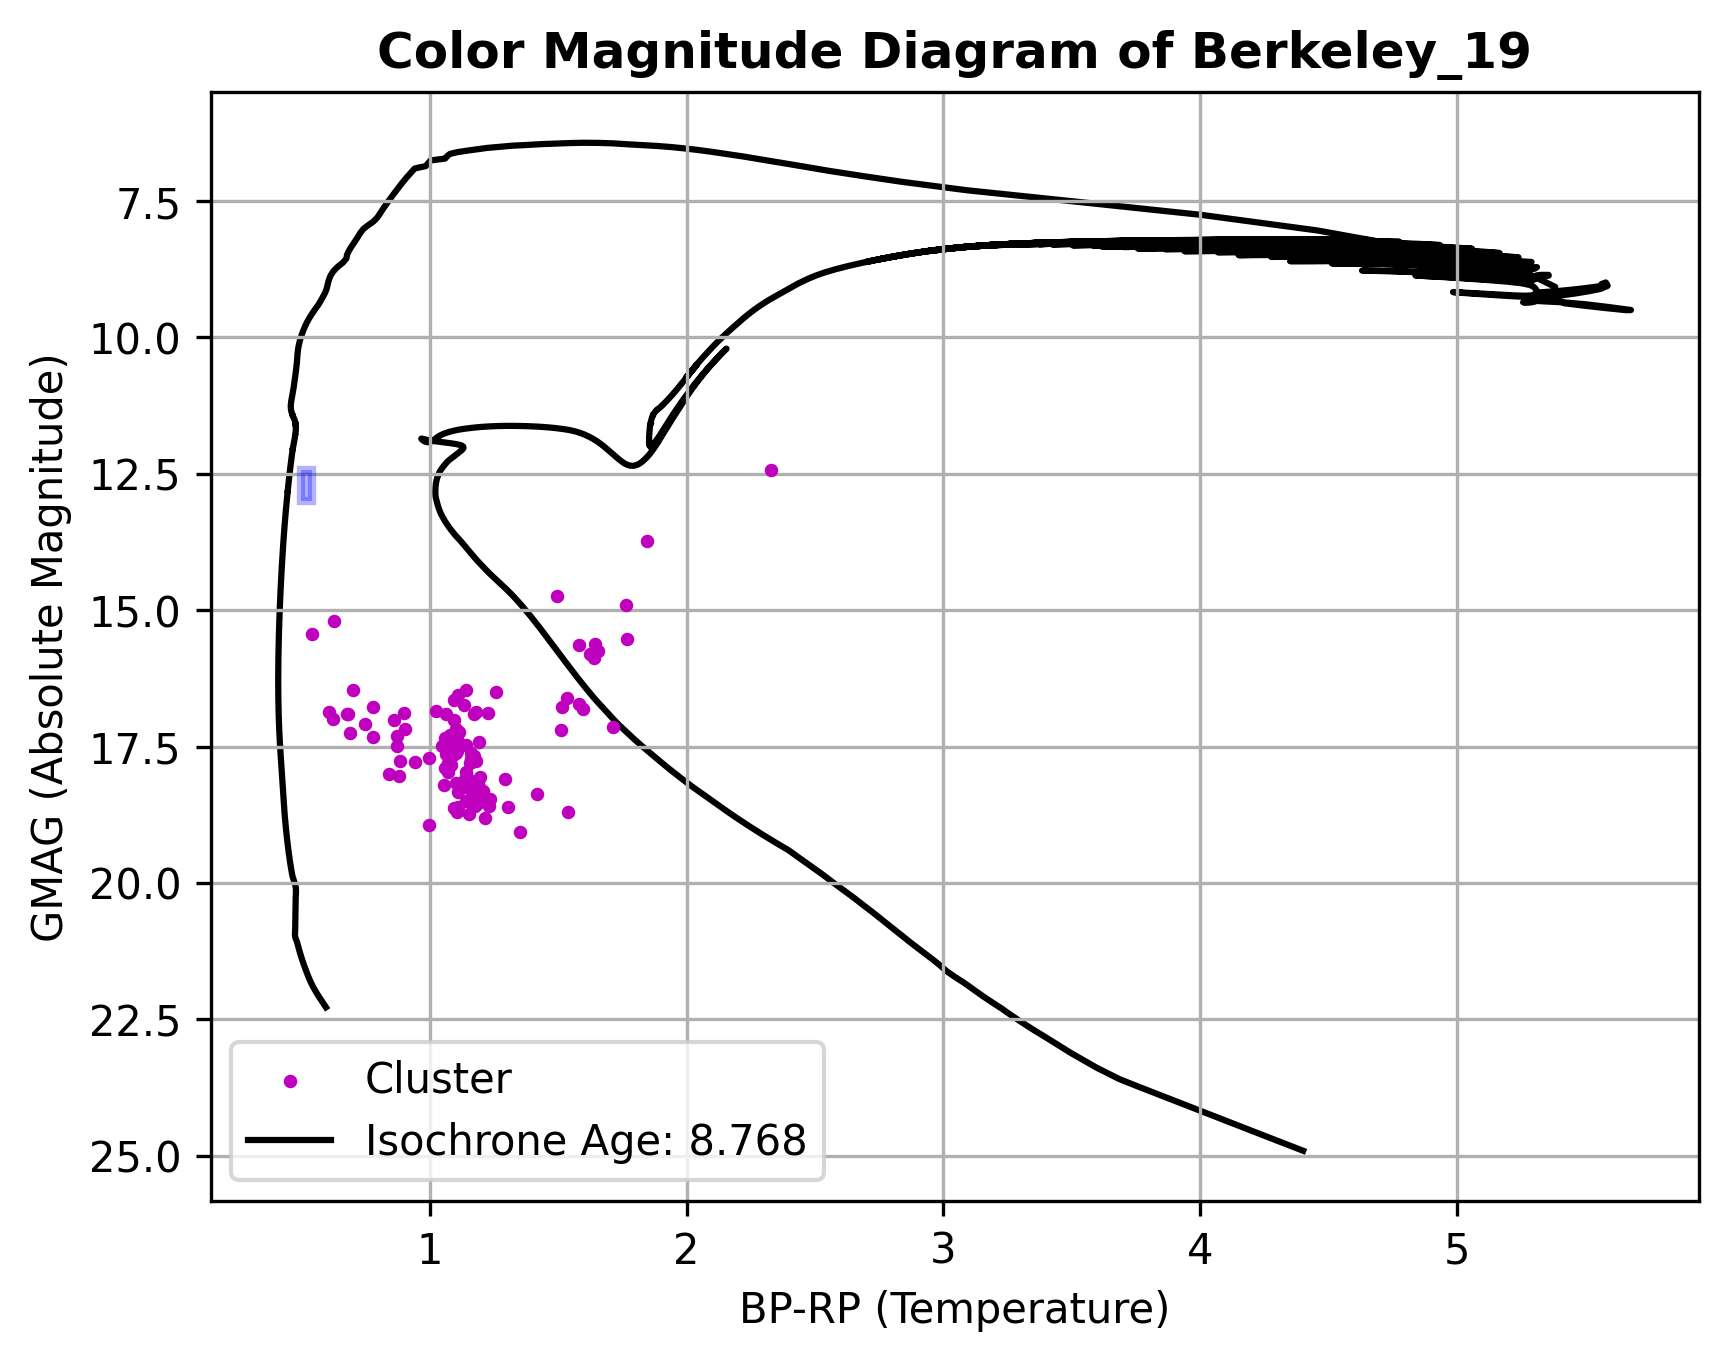 Color Magnitude Diagram of Berkeley_19
GMAG (Absolute Magnitude)
7.5
10.0
12.5
15.0
17.5
20.0
22.5
25.0
Cluster
Isochrone Age: 8.768
1 2 3 4 5
BP-RP (Temperature)